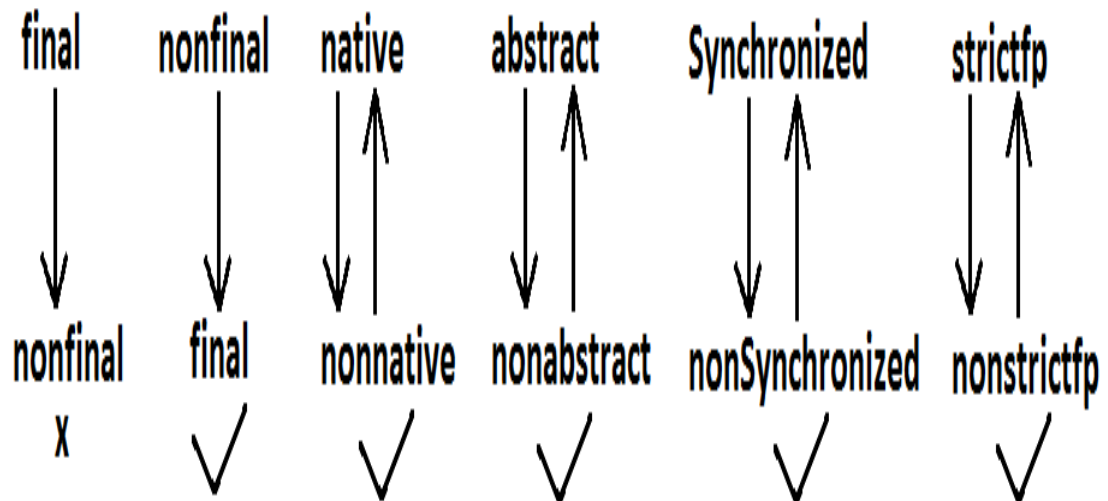 final nonfinal native abstract Synchronized strictfp
nonfinal final nonnative nonabstract nonSynchronized nonstrictfp
x